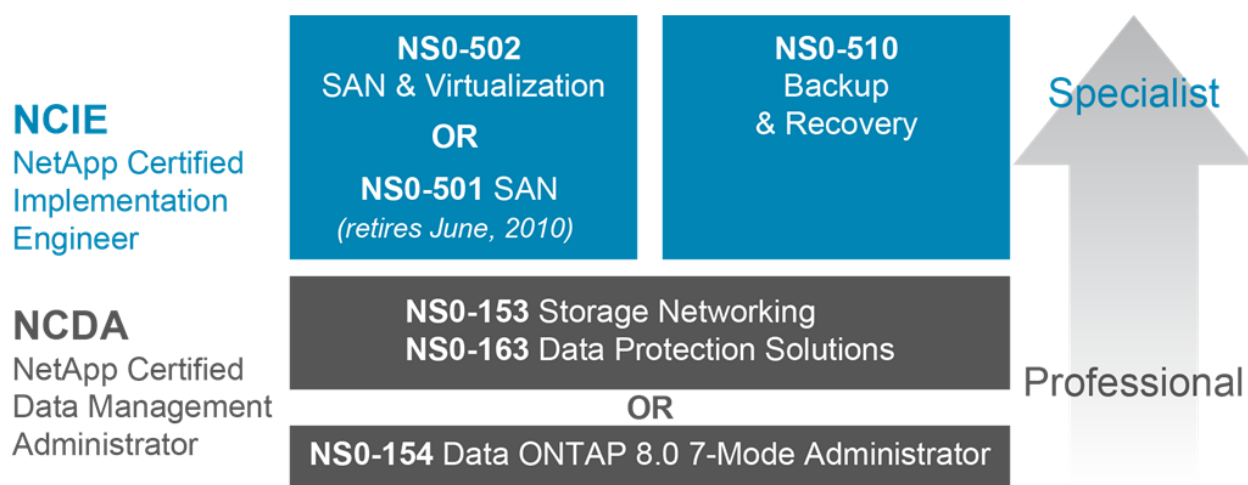 NCIE
NetApp Certified
Implementation
Engineer
NS0-502
SAN & Virtualization
OR
NS0-501 SAN
(retires June, 2010)
NS0-510
Backup
& Recovery
Specialist
NCDA
NetApp Certified
Data Management
Administrator
NS0-153 Storage Networking
NS0-163 Data Protection Solutions
OR
NS0-154 Data ONTAP 8.0 7-Mode Administrator
Professional